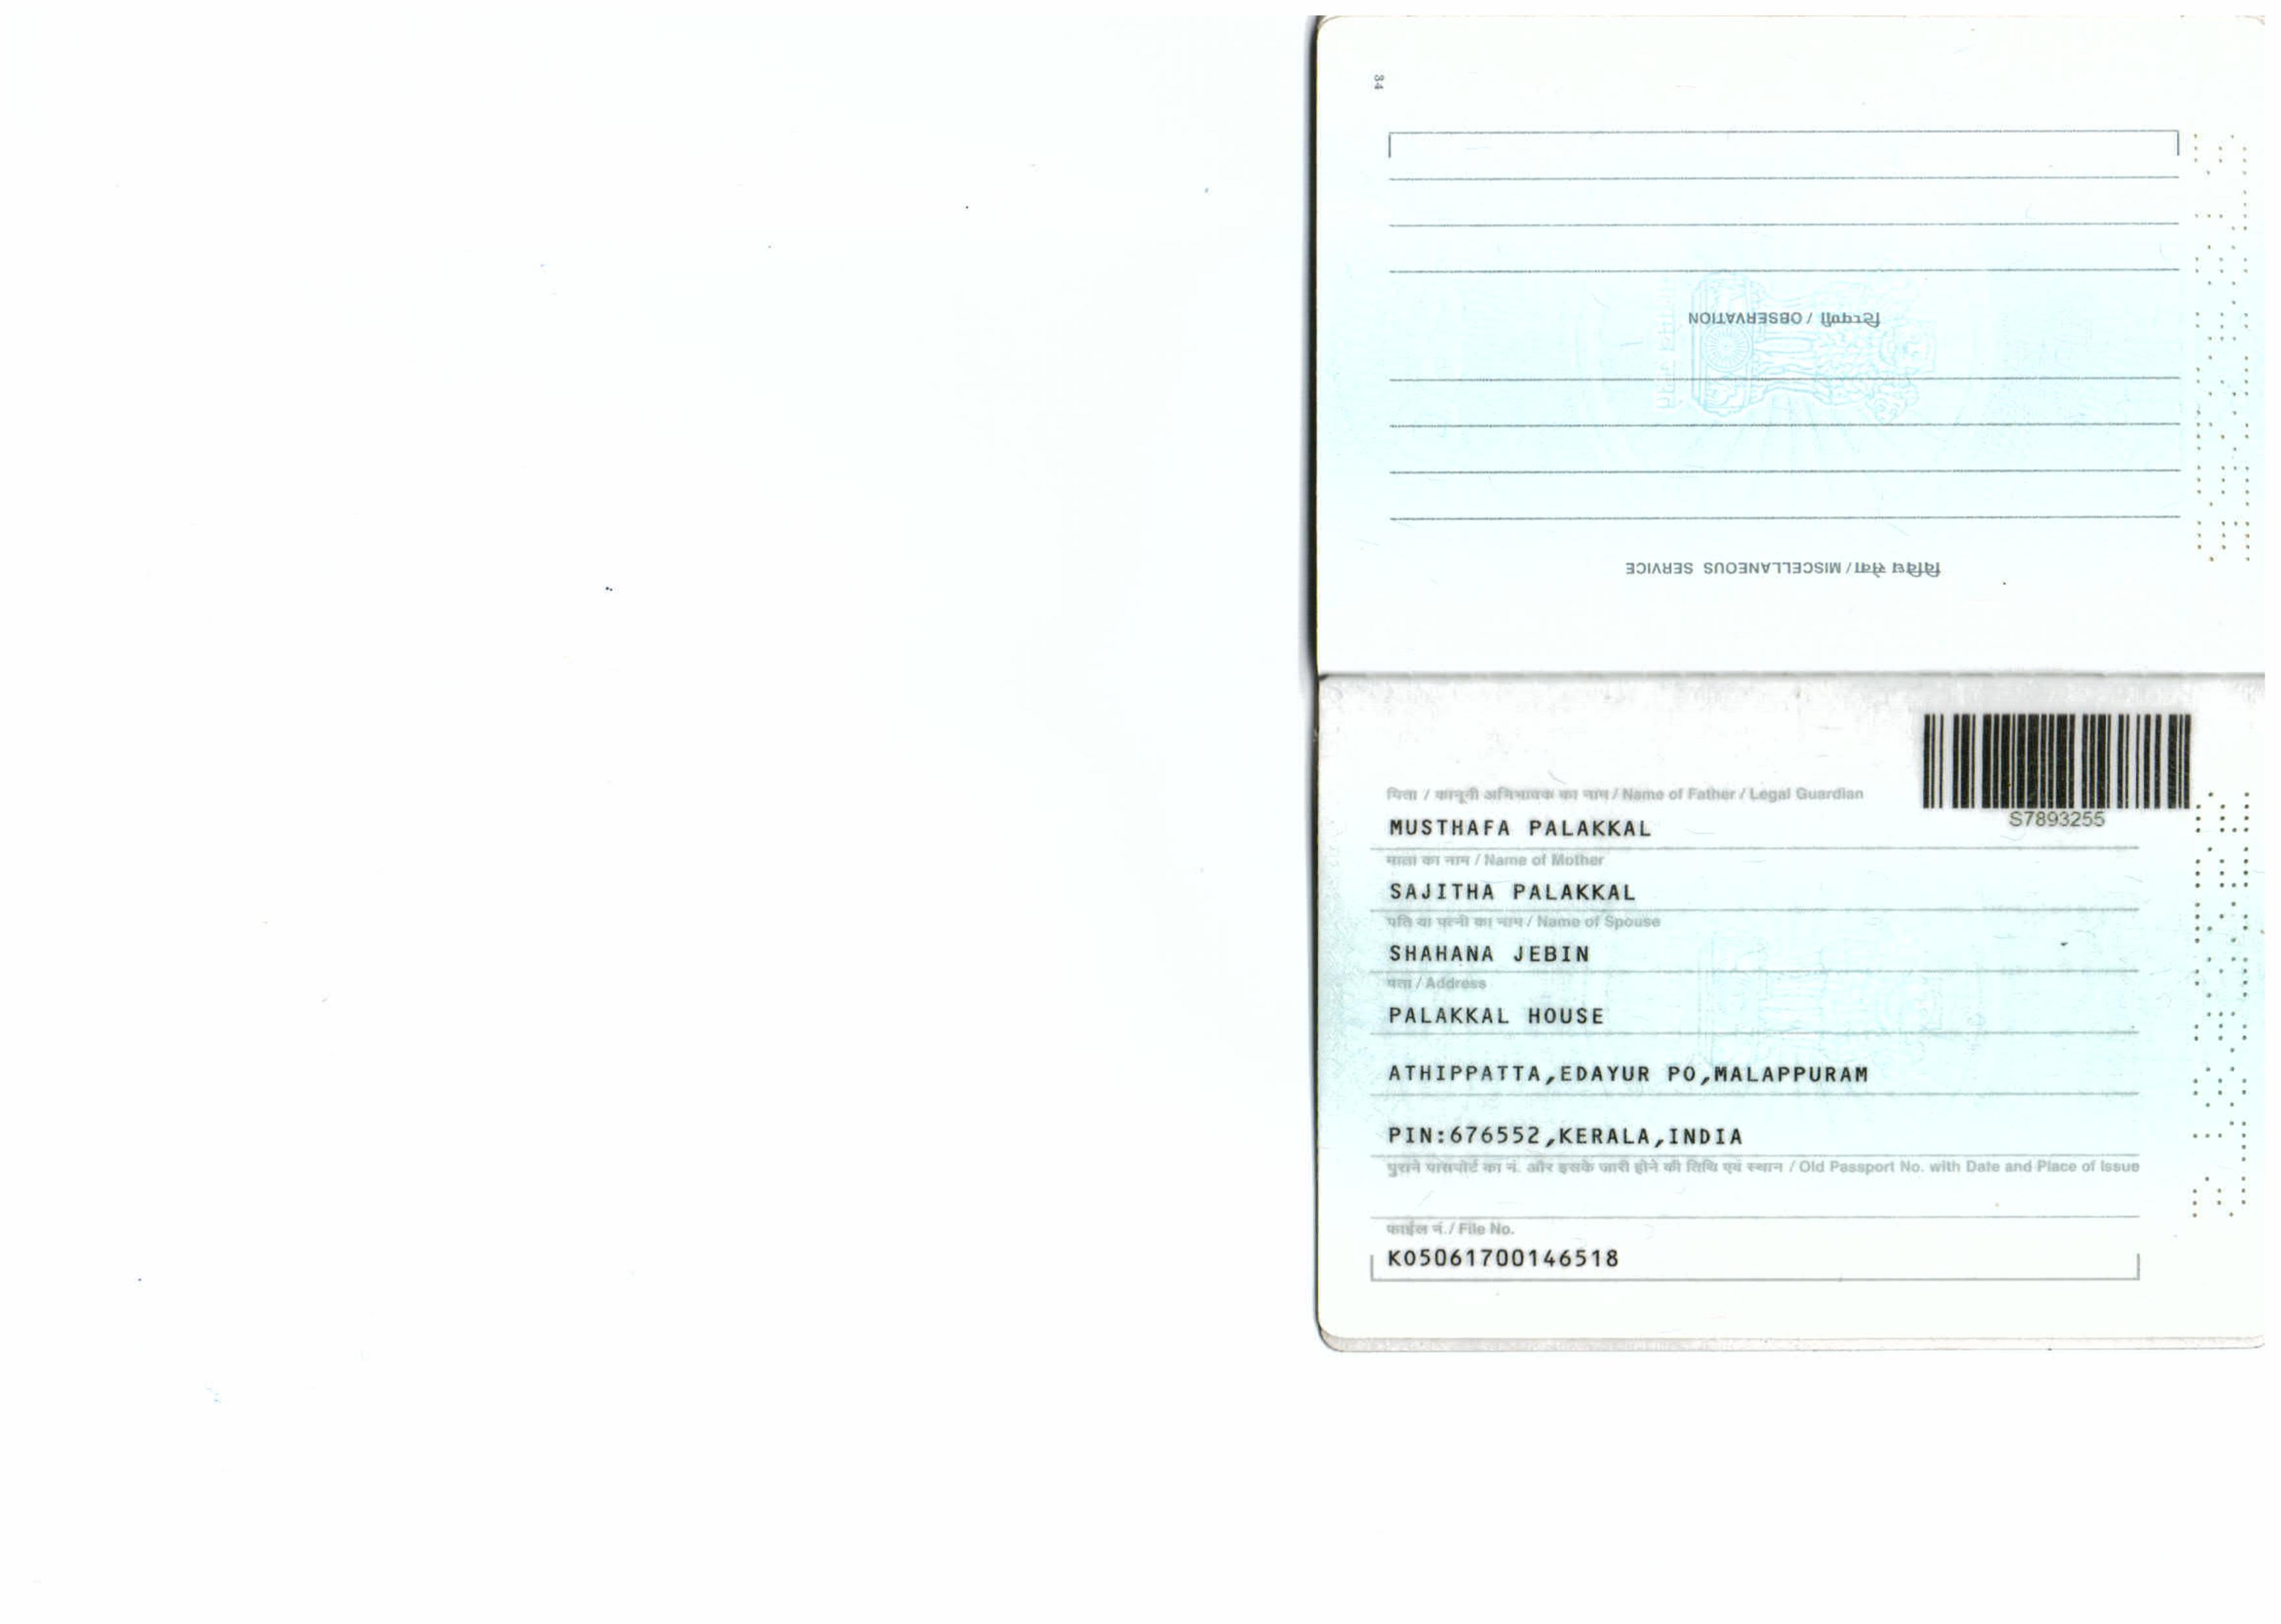 34
टिप्पणी / OBSERVATION
विविध सेवा / MISCELLANEOUS SERVICE
S7893255
पिता / कानूनी अभिभावक का नाम / Name of Father / Legal Guardian
MUSTHAFA PALAKKAL
माता का नाम / Name of Mother
SAJITHA PALAKKAL
पति या पत्नी का नाम / Name of Spouse
SHAHANA JEBIN
पता / Address
PALAKKAL HOUSE
ATHIPPATTA,EDAYUR PO,MALAPPURAM
PIN:676552,KERALA,INDIA
पुराने पासपोर्ट का नं. और इसके जारी होने की तिथि एवं स्थान / Old Passport No. with Date and Place of Issue
फाईल नं./ File No.
K05061700146518